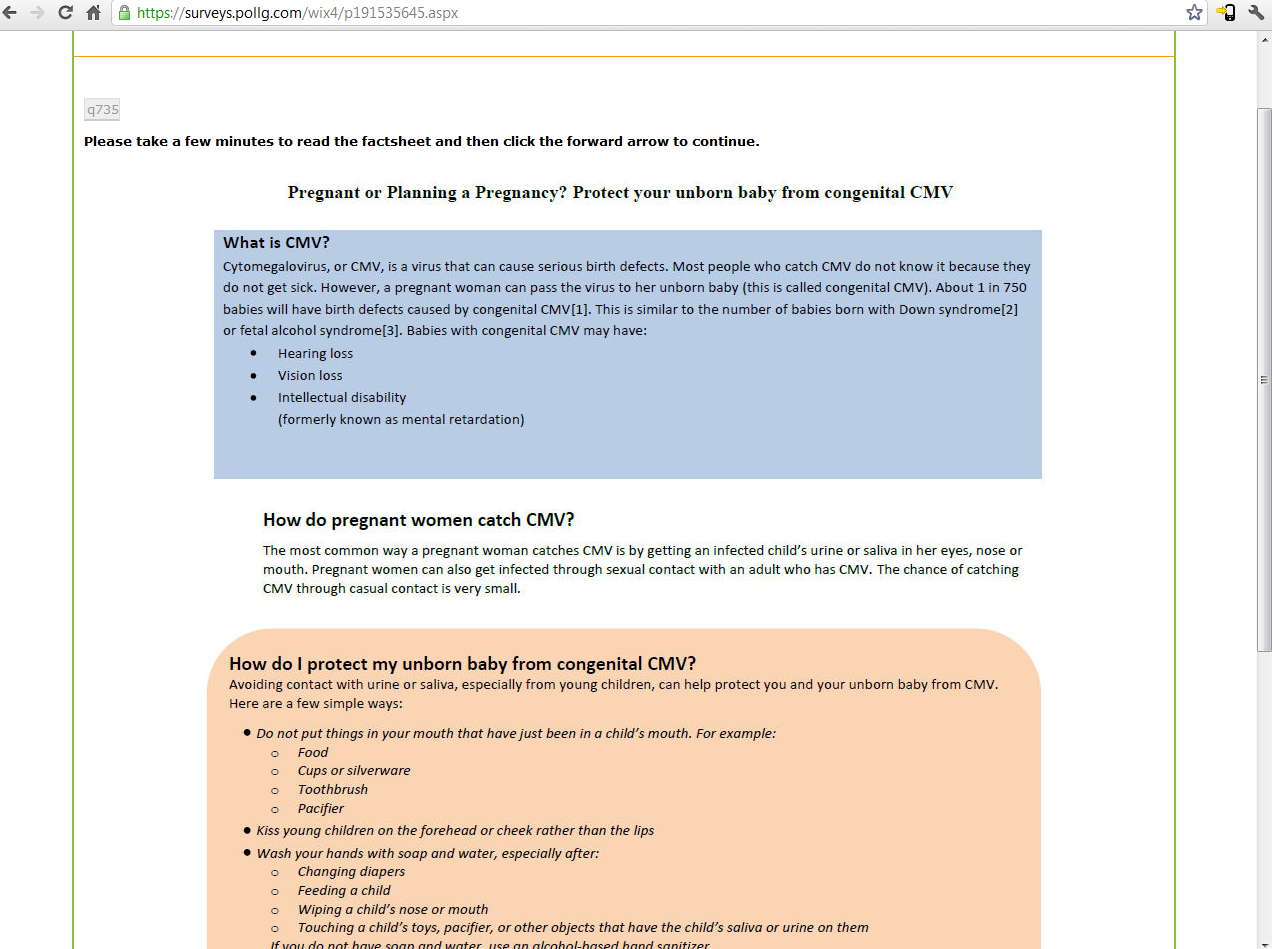 https://surveys.pollg.com/wix4/p191535645.aspx
q735
Please take a few minutes to read the factsheet and then click the forward arrow to continue.
Pregnant or Planning a Pregnancy? Protect your unborn baby from congenital CMV
What is CMV?
Cytomegalovirus, or CMV, is a virus that can cause serious birth defects. Most people who catch CMV do not know it because they
do not get sick. However, a pregnant woman can pass the virus to her unborn baby (this is called congenital CMV). About 1 in 750
babies will have birth defects caused by congenital CMV[1]. This is similar to the number of babies born with Down syndrome[2]
or fetal alcohol syndrome[3]. Babies with congenital CMV may have:
• Hearing loss
• Vision loss
• Intellectual disability
(formerly known as mental retardation)
How do pregnant women catch CMV?
The most common way a pregnant woman catches CMV is by getting an infected child’s urine or saliva in her eyes, nose or
mouth. Pregnant women can also get infected through sexual contact with an adult who has CMV. The chance of catching
CMV through casual contact is very small.
How do I protect my unborn baby from congenital CMV?
Avoiding contact with urine or saliva, especially from young children, can help protect you and your unborn baby from CMV.
Here are a few simple ways:
• Do not put things in your mouth that have just been in a child’s mouth. For example:
o Food
o Cups or silverware
o Toothbrush
o Pacifier
• Kiss young children on the forehead or cheek rather than the lips
• Wash your hands with soap and water, especially after:
o Changing diapers
o Feeding a child
o Wiping a child’s nose or mouth
o Touching a child’s toys, pacifier, or other objects that have the child’s saliva or urine on them
If you do not have soap and water, use an alcohol-based hand sanitizer